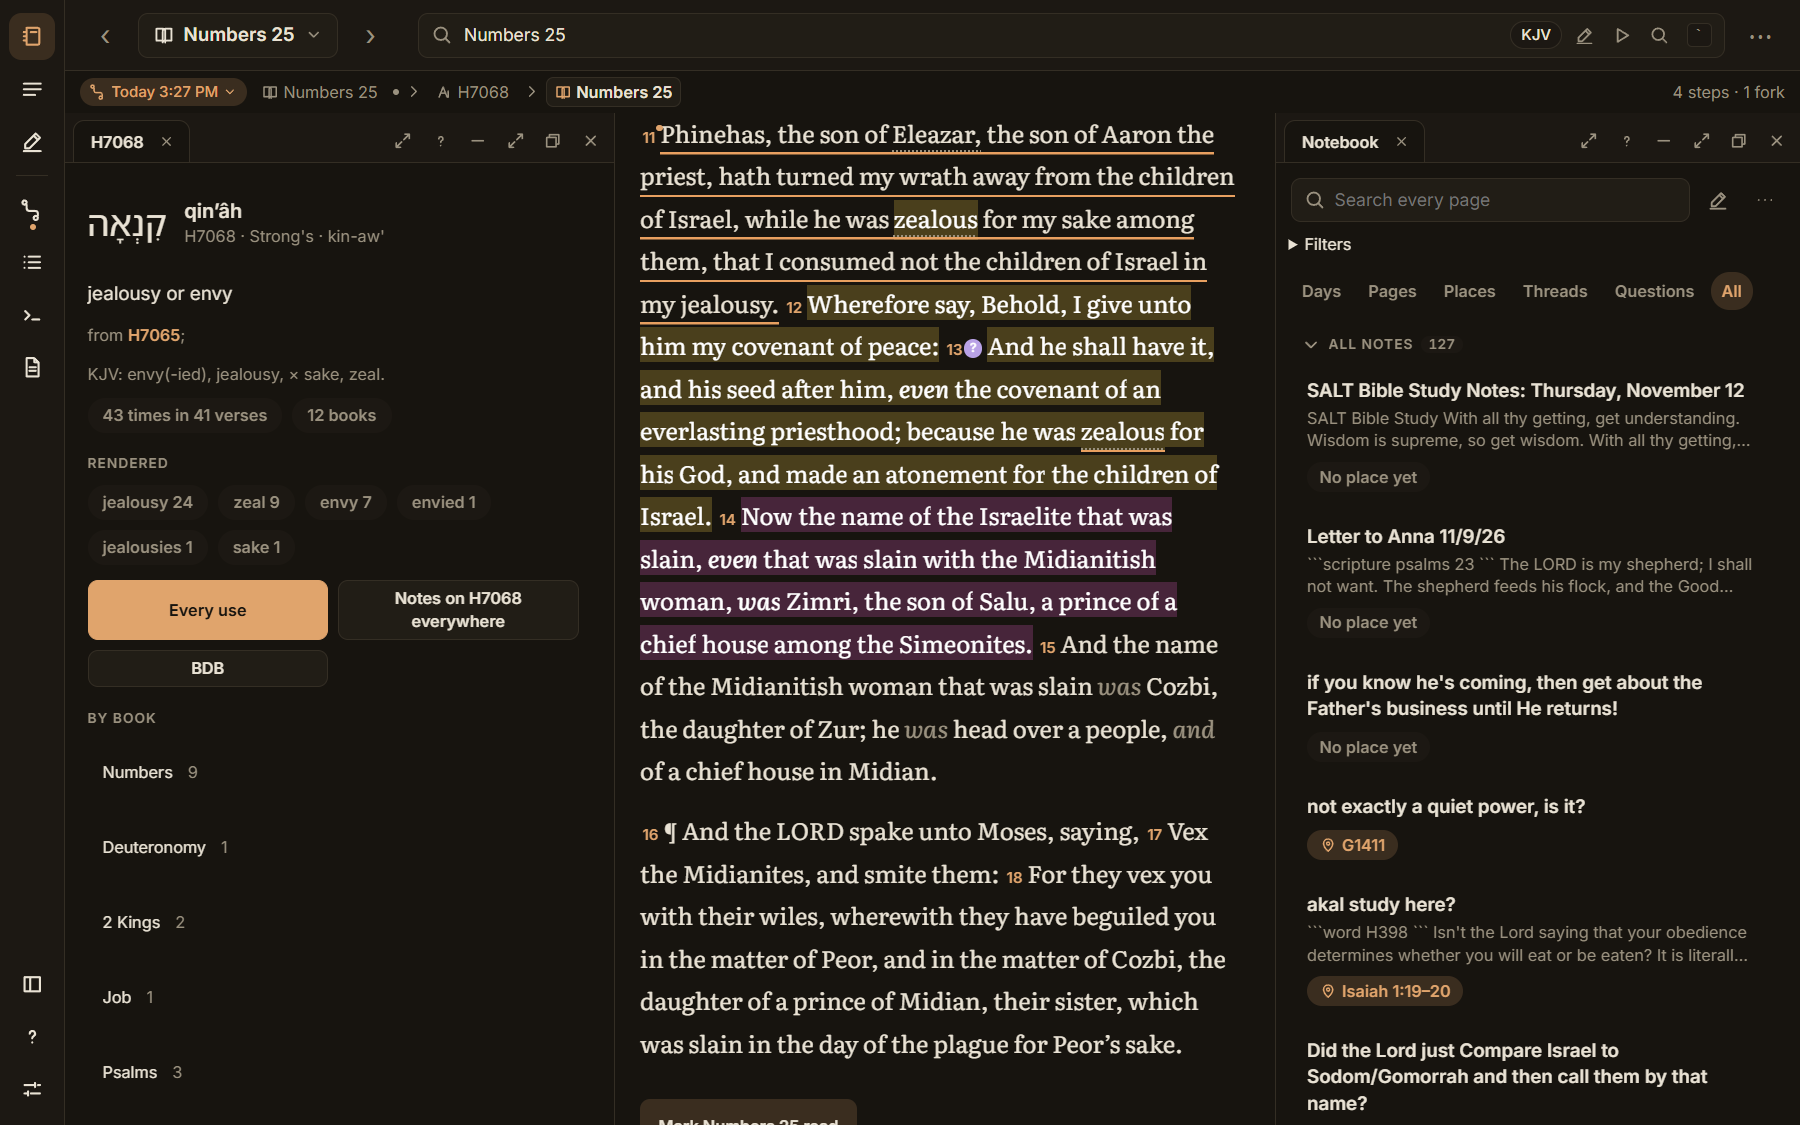 Numbers 25
Numbers 25
KJV
Today 3:27 PM
Numbers 25
H7068
Numbers 25
4 steps · 1 fork
H7068
קִנְאָה
qin'âh
H7068 · Strong's · kin-aw'
jealousy or envy
from H7065;
KJV: envy(-ied), jealousy, × sake, zeal.
43 times in 41 verses
12 books
RENDERED
jealousy 24
zeal 9
envy 7
envied 1
jealousies 1
sake 1
Every use
Notes on H7068
everywhere
BDB
BY BOOK
Numbers 9
Deuteronomy 1
2 Kings 2
Job 1
Psalms 3
11 Phinehas, the son of Eleazar, the son of Aaron the
priest, hath turned my wrath away from the children
of Israel, while he was zealous for my sake among
them, that I consumed not the children of Israel in
my jealousy. 12 Wherefore say, Behold, I give unto
him my covenant of peace: 13 ? And he shall have it,
and his seed after him, even the covenant of an
everlasting priesthood; because he was zealous for
his God, and made an atonement for the children of
Israel. 14 Now the name of the Israelite that was
slain, even that was slain with the Midianitish
woman, was Zimri, the son of Salu, a prince of a
chief house among the Simeonites. 15 And the name
of the Midianitish woman that was slain was Cozbi,
the daughter of Zur; he was head over a people, and
of a chief house in Midian.
16 ¶ And the LORD spake unto Moses, saying, 17 Vex
the Midianites, and smite them: 18 For they vex you
with their wiles, wherewith they have beguiled you
in the matter of Peor, and in the matter of Cozbi, the
daughter of a prince of Midian, their sister, which
was slain in the day of the plague for Peor’s sake.
Mark Numbers 25 read
Notebook
Search every page
Filters
Days
Pages
Places
Threads
Questions
All
ALL NOTES 127
SALT Bible Study Notes: Thursday, November 12
SALT Bible Study With all thy getting, get understanding.
Wisdom is supreme, so get wisdom. With all thy getting,...
No place yet
Letter to Anna 11/9/26
```scripture psalms 23 ``` The LORD is my shepherd; I shall
not want. The shepherd feeds his flock, and the Good...
No place yet
if you know he's coming, then get about the
Father's business until He returns!
No place yet
not exactly a quiet power, is it?
G1411
akal study here?
```word H398 ``` Isn't the Lord saying that your obedience
determines whether you will eat or be eaten? It is literall...
Isaiah 1:19–20
Did the Lord just Compare Israel to
Sodom/Gomorrah and then call them by that
name?